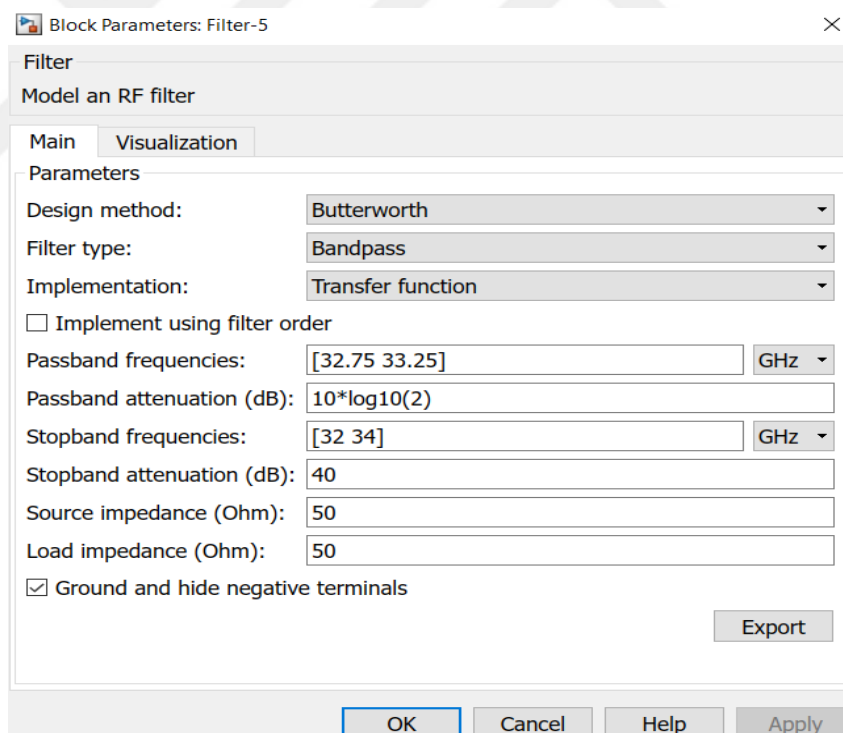 Block Parameters: Filter-5
Filter
Model an RF filter
Main Visualization
Parameters
Design method: Butterworth
Filter type: Bandpass
Implementation: Transfer function
Implement using filter order
Passband frequencies: [32.75 33.25] GHz
Passband attenuation (dB): 10*log10(2)
Stopband frequencies: [32 34] GHz
Stopband attenuation (dB): 40
Source impedance (Ohm): 50
Load impedance (Ohm): 50
Ground and hide negative terminals
Export
OK Cancel Help Apply